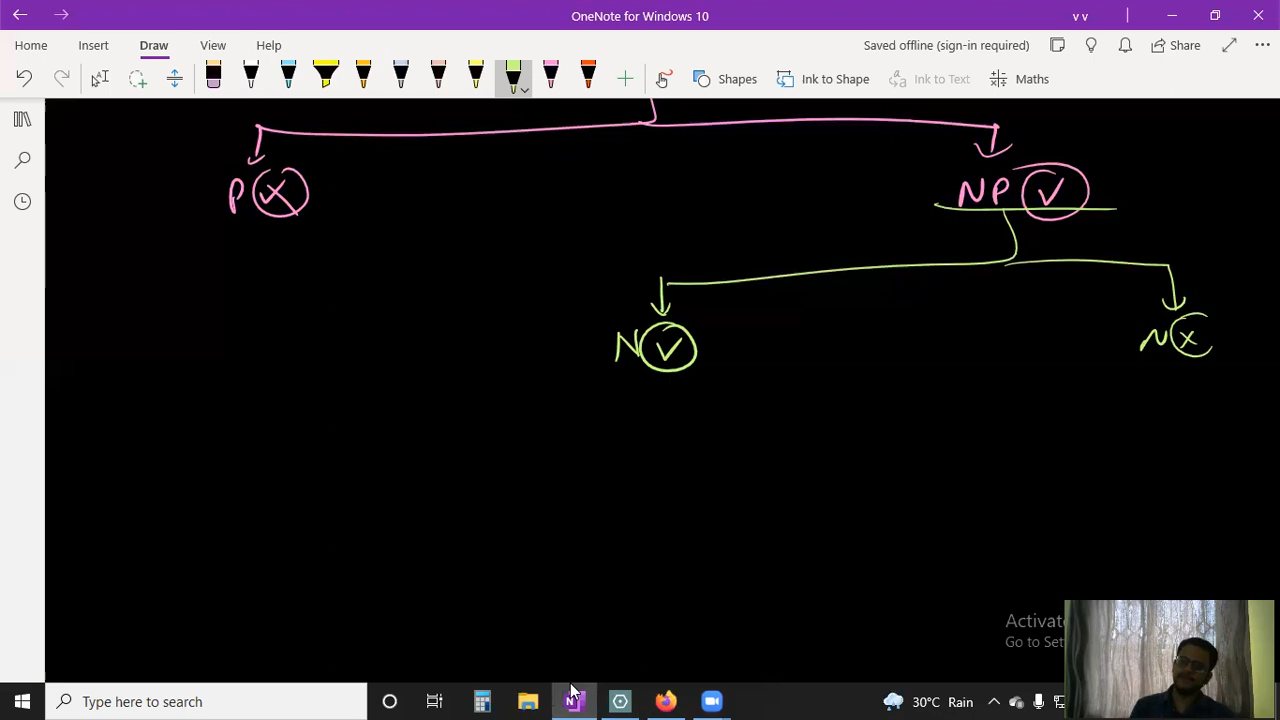 OneNote for Windows 10
v v
Home Insert Draw View Help
Saved offline (sign-in required)
Share
Shapes
Ink to Shape
Ink to Text
Maths
P X
NP ✓
N ✓
N x
Activate
Go to Set
Type here to search
30°C Rain